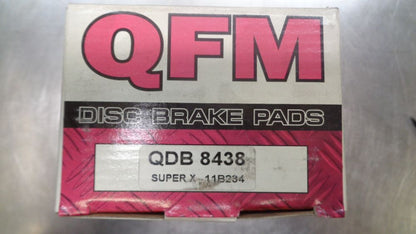 QFM
DISC BRAKE PADS
QDB 8438
SUPER X - 11B234